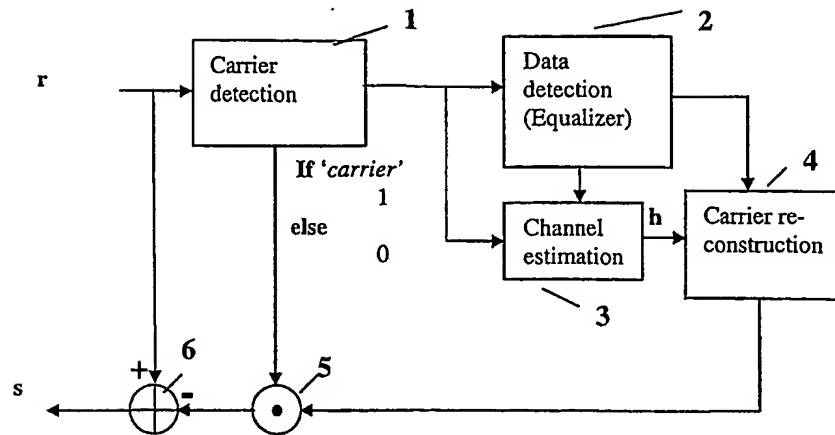 1
2
r
Carrier
detection
Data
detection
(Equalizer)
4
If 'carrier'
1
else
0
Channel
estimation
h
Carrier re-
construction
3
6
5
+
-
s